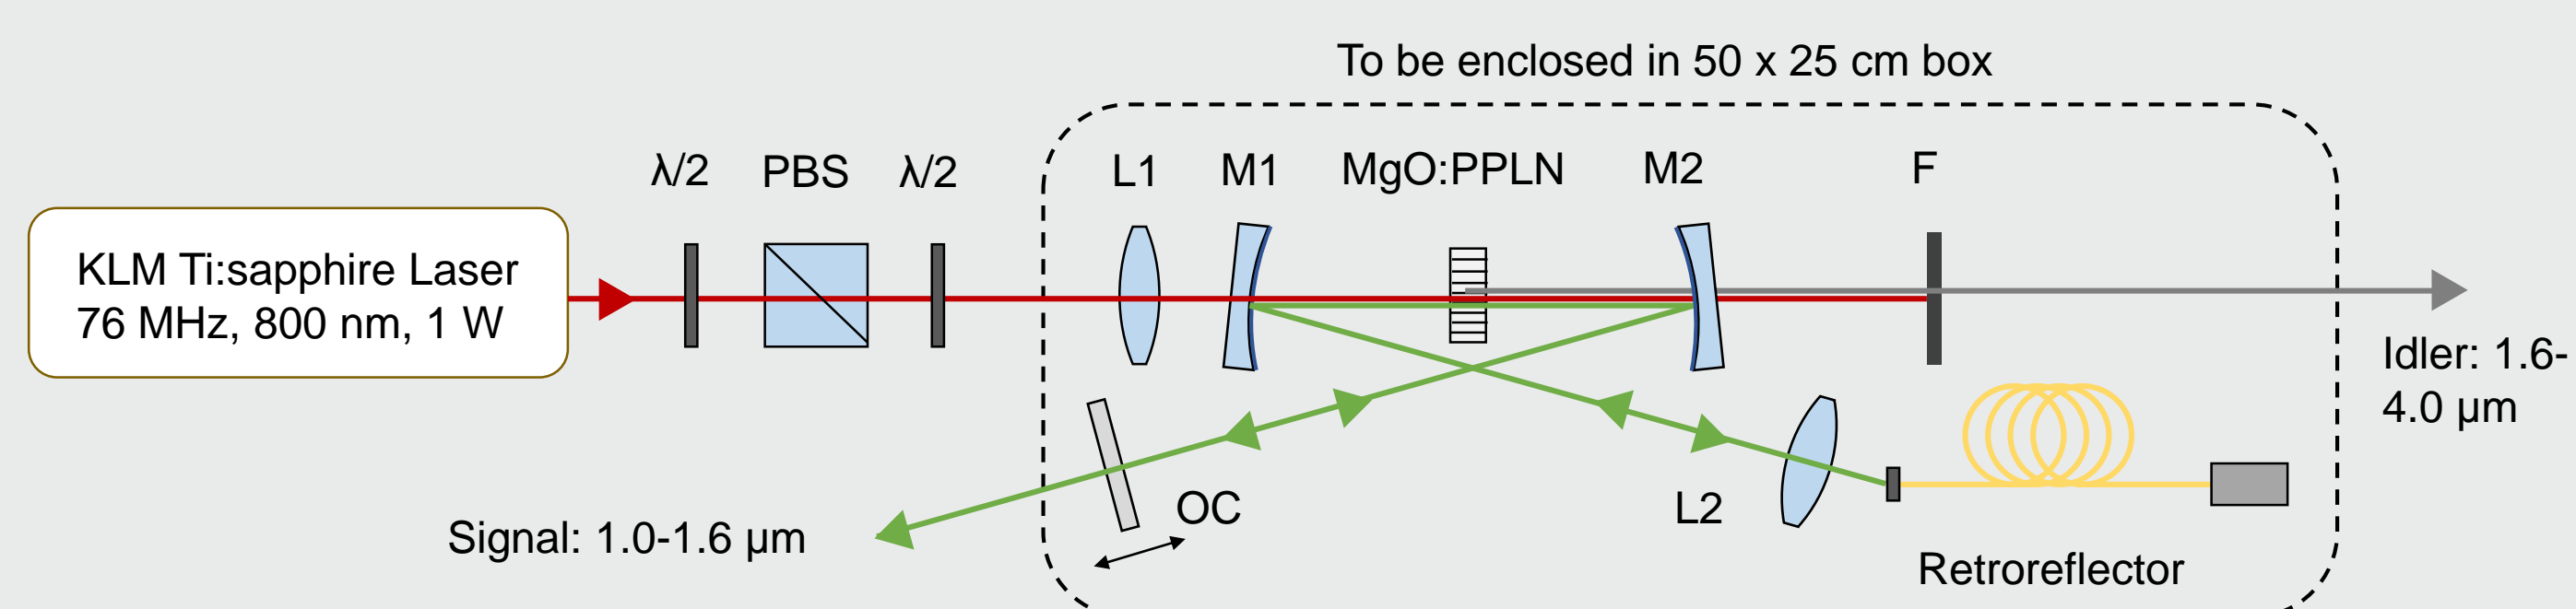 To be enclosed in 50 x 25 cm box
λ/2 PBS λ/2 L1 M1 MgO:PPLN M2 F
KLM Ti:sapphire Laser
76 MHz, 800 nm, 1 W
Idler: 1.6-
4.0 µm
OC
L2
Signal: 1.0-1.6 µm
Retroreflector